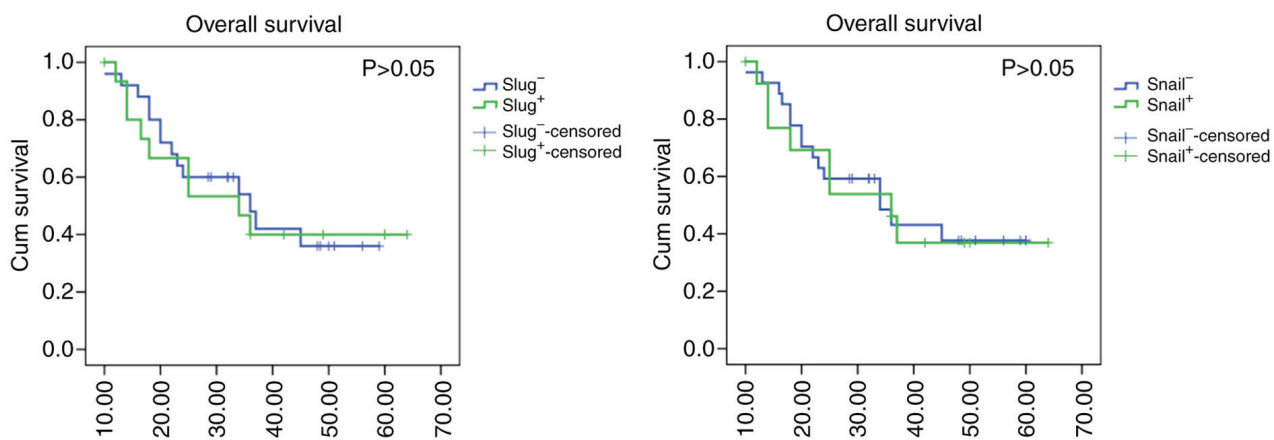 Overall survival
P>0.05
Cum survival
1.0
0.8
0.6
0.4
0.2
0.0
10.00
20.00
30.00
40.00
50.00
60.00
70.00
Slug⁻
Slug⁺
Slug⁻-censored
Slug⁺-censored
Overall survival
P>0.05
Cum survival
1.0
0.8
0.6
0.4
0.2
0.0
10.00
20.00
30.00
40.00
50.00
60.00
70.00
Snail⁻
Snail⁺
Snail⁻-censored
Snail⁺-censored